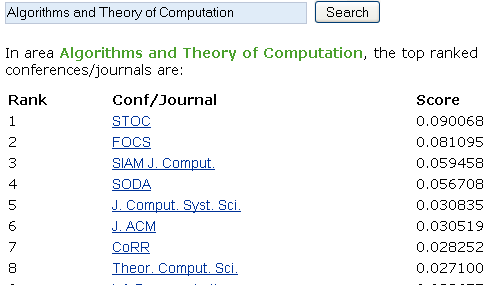 Algorithms and Theory of Computation Search
In area Algorithms and Theory of Computation, the top ranked
conferences/journals are:
Rank Conf/Journal Score
1 STOC 0.090068
2 FOCS 0.081095
3 SIAM J. Comput. 0.059458
4 SODA 0.056708
5 J. Comput. Syst. Sci. 0.030835
6 J. ACM 0.030519
7 CoRR 0.028252
8 Theor. Comput. Sci. 0.027100